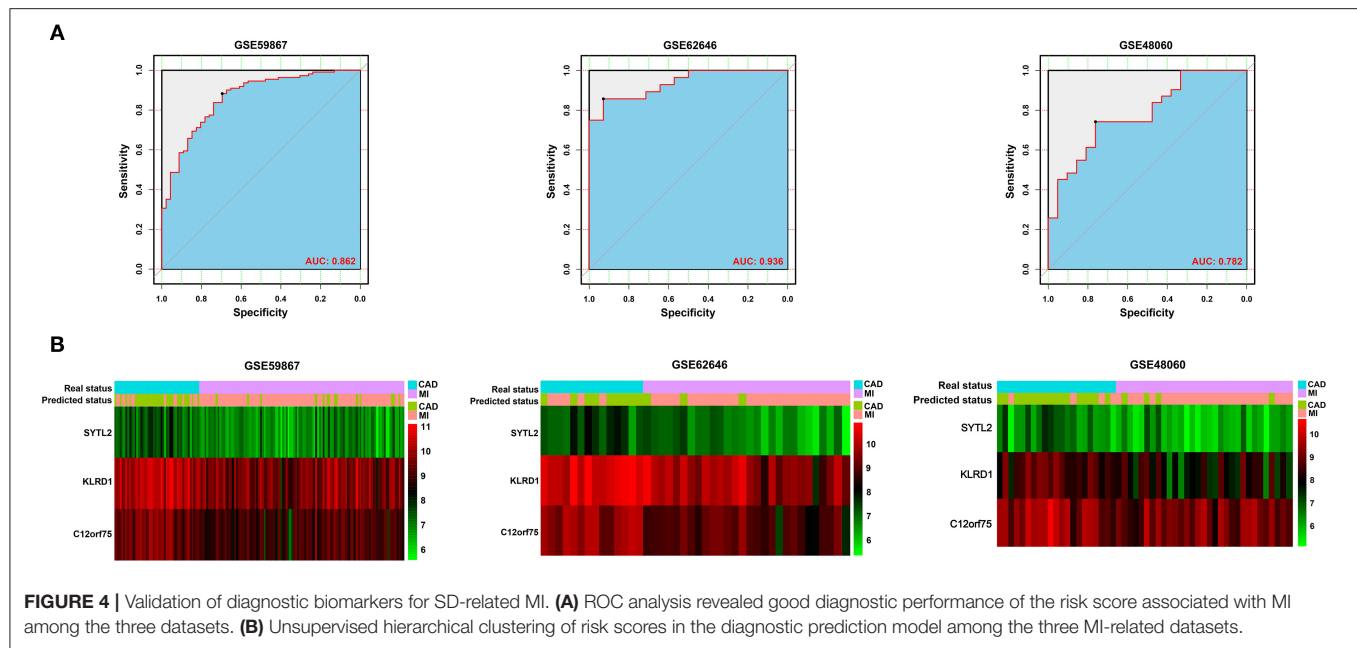 A
GSE59867
GSE62646
GSE48060
Sensitivity
0.0 0.2 0.4 0.6 0.8 1.0
AUC: 0.862
1.0 0.8 0.6 0.4 0.2 0.0
Specificity
Sensitivity
0.0 0.2 0.4 0.6 0.8 1.0
AUC: 0.936
1.0 0.8 0.6 0.4 0.2 0.0
Specificity
Sensitivity
0.0 0.2 0.4 0.6 0.8 1.0
AUC: 0.782
1.0 0.8 0.6 0.4 0.2 0.0
Specificity
B
GSE59867
Real status
Predicted status
SYTL2
KLRD1
C12orf75
CAD
MI
CAD
MI
11
10
9
8
7
6
GSE62646
Real status
Predicted status
SYTL2
KLRD1
C12orf75
CAD
MI
CAD
MI
10
9
8
7
6
GSE48060
Real status
Predicted status
SYTL2
KLRD1
C12orf75
CAD
MI
CAD
MI
10
9
8
7
6
FIGURE 4 | Validation of diagnostic biomarkers for SD-related MI. (A) ROC analysis revealed good diagnostic performance of the risk score associated with MI
among the three datasets. (B) Unsupervised hierarchical clustering of risk scores in the diagnostic prediction model among the three MI-related datasets.